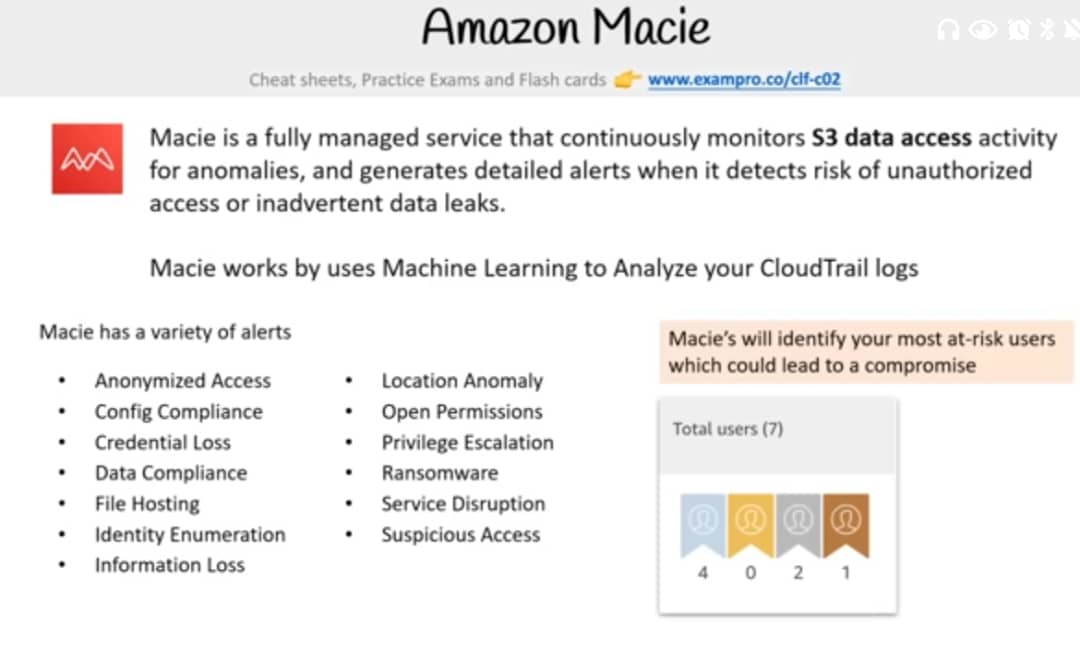 Amazon Macie
Cheat sheets, Practice Exams and Flash cards 👉 www.exampro.co/clf-c02
Macie is a fully managed service that continuously monitors S3 data access activity
for anomalies, and generates detailed alerts when it detects risk of unauthorized
access or inadvertent data leaks.
Macie works by uses Machine Learning to Analyze your CloudTrail logs
Macie has a variety of alerts
• Anonymized Access
• Config Compliance
• Credential Loss
• Data Compliance
• File Hosting
• Identity Enumeration
• Information Loss
• Location Anomaly
• Open Permissions
• Privilege Escalation
• Ransomware
• Service Disruption
• Suspicious Access
Macie's will identify your most at-risk users
which could lead to a compromise
Total users (7)
4 0 2 1